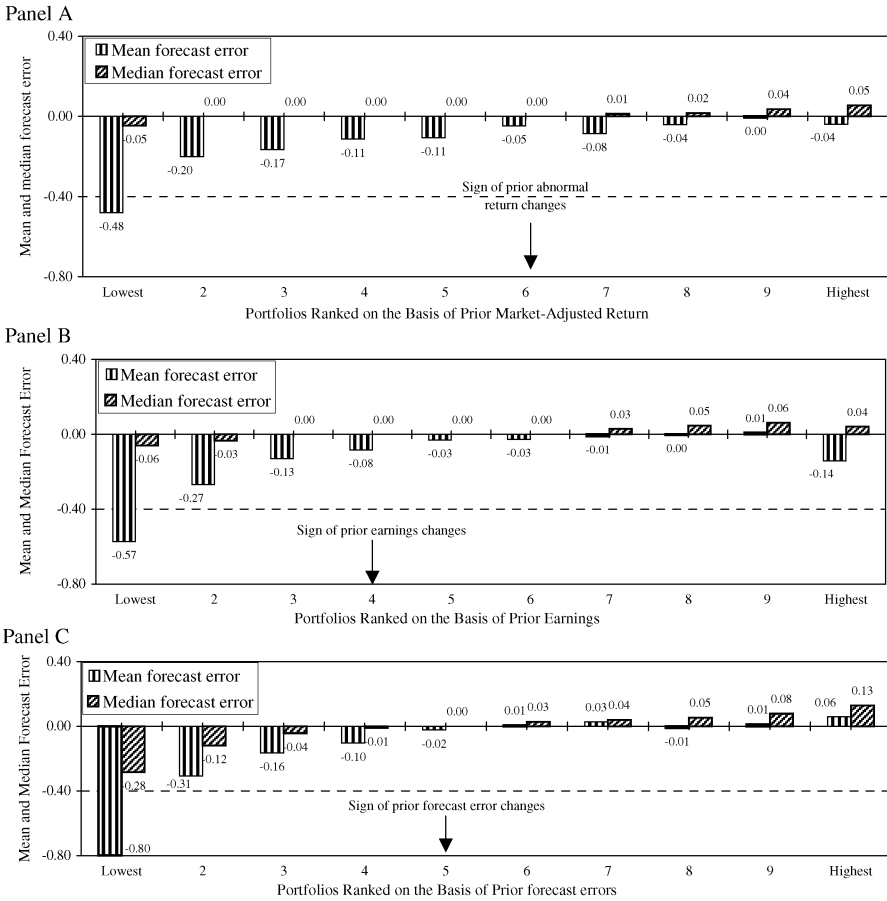 Panel A
Mean and median forecast error
0.40
0.00
-0.40
-0.80
Mean forecast error
Median forecast error
0.00 0.00 0.00 0.00 0.00 0.01 0.02 0.04 0.05
-0.05
-0.48 -0.20 -0.17 -0.11 -0.11 -0.05 -0.08 -0.04 0.00 -0.04
Sign of prior abnormal
return changes
Lowest 2 3 4 5 6 7 8 9 Highest
Portfolios Ranked on the Basis of Prior Market-Adjusted Return
Panel B
Mean and Median Forecast Error
0.40
0.00
-0.40
-0.80
Mean forecast error
Median forecast error
0.00 0.00 0.00 0.00 0.03 0.05 0.01 0.06 0.04
-0.06 -0.03
-0.57 -0.27 -0.13 -0.08 -0.03 -0.03 -0.01 0.00 -0.14
Sign of prior earnings changes
Lowest 2 3 4 5 6 7 8 9 Highest
Portfolios Ranked on the Basis of Prior Earnings
Panel C
Mean and Median Forecast Error
0.40
0.00
-0.40
-0.80
Mean forecast error
Median forecast error
0.00 0.01 0.03 0.03 0.04 0.05 0.01 0.08 0.06 0.13
-0.28 -0.12 -0.04 -0.01
-0.80 -0.31 -0.16 -0.10 -0.02 -0.01
Sign of prior forecast error changes
Lowest 2 3 4 5 6 7 8 9 Highest
Portfolios Ranked on the Basis of Prior forecast errors